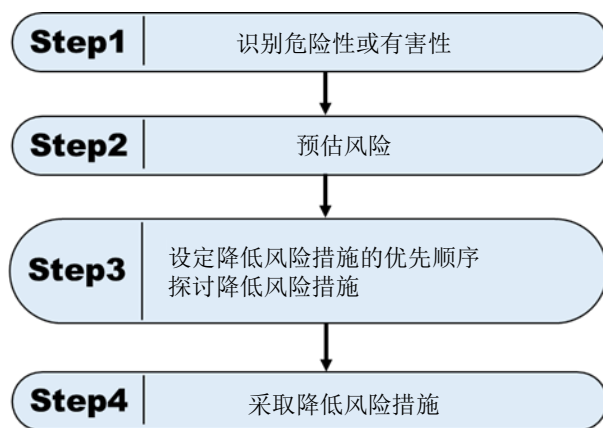 Step1 识别危险性或有害性
Step2 预估风险
Step3 设定降低风险措施的优先顺序
探讨降低风险措施
Step4 采取降低风险措施